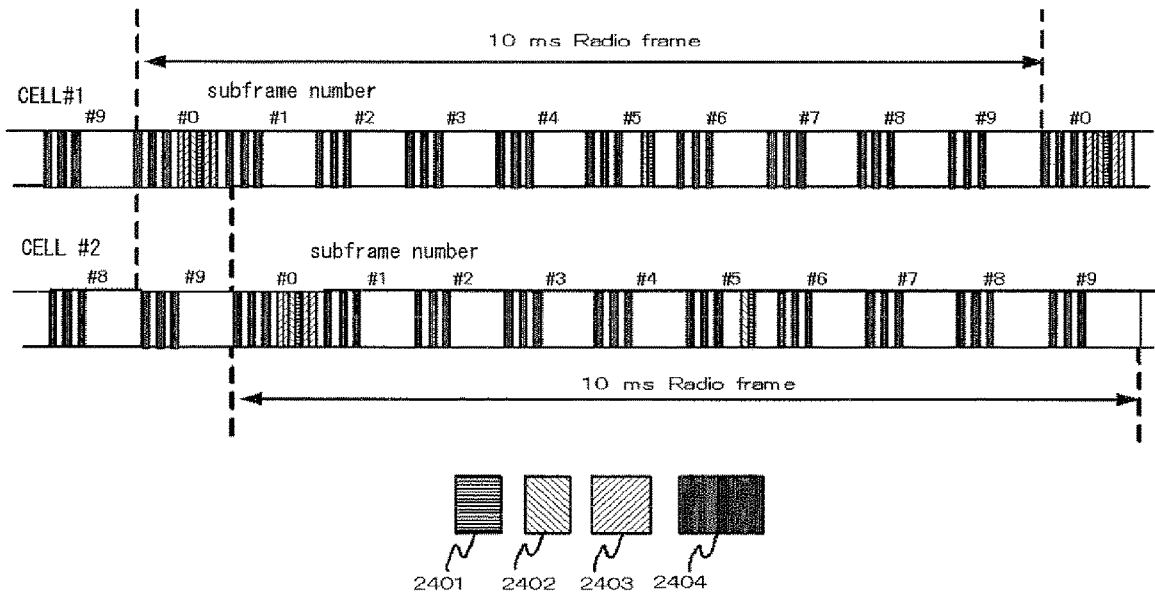 10 ms Radio frame
CELL#1
subframe number
#9 #0 #1 #2 #3 #4 #5 #6 #7 #8 #9 #0
CELL #2
subframe number
#8 #9 #0 #1 #2 #3 #4 #5 #6 #7 #8 #9
10 ms Radio frame
2401 2402 2403 2404